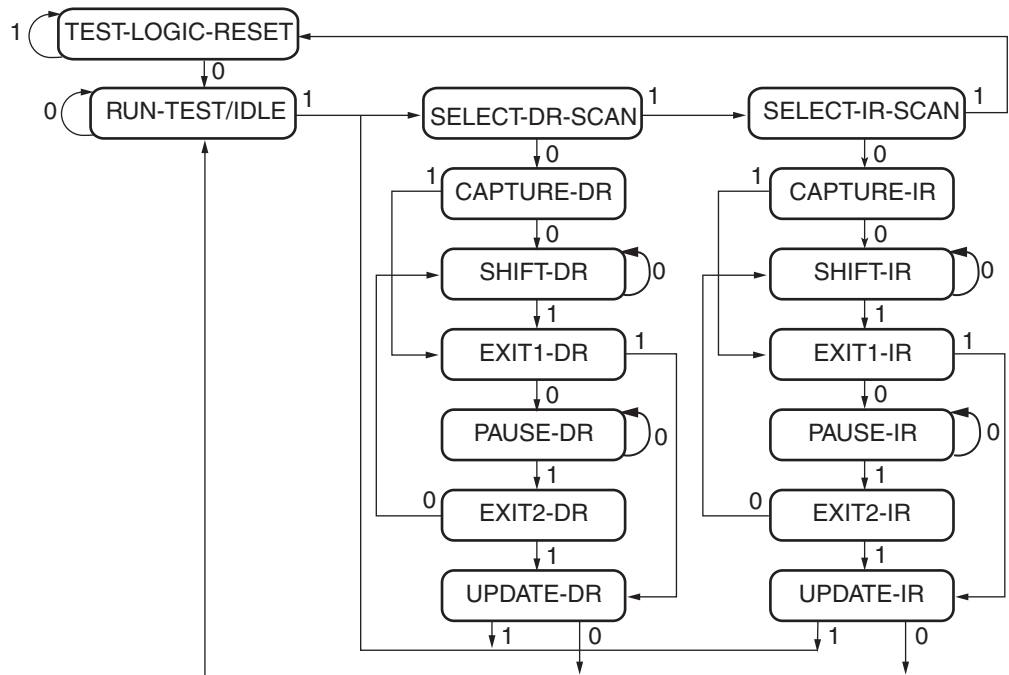 1 TEST-LOGIC-RESET
0
0 RUN-TEST/IDLE 1
SELECT-DR-SCAN 1
SELECT-IR-SCAN 1
0
0
1 CAPTURE-DR
1 CAPTURE-IR
0
0
SHIFT-DR 0
SHIFT-IR 0
1
1
EXIT1-DR 1
EXIT1-IR 1
0
0
PAUSE-DR 0
PAUSE-IR 0
1
1
0 EXIT2-DR
0 EXIT2-IR
1
1
UPDATE-DR
UPDATE-IR
1 0
1 0